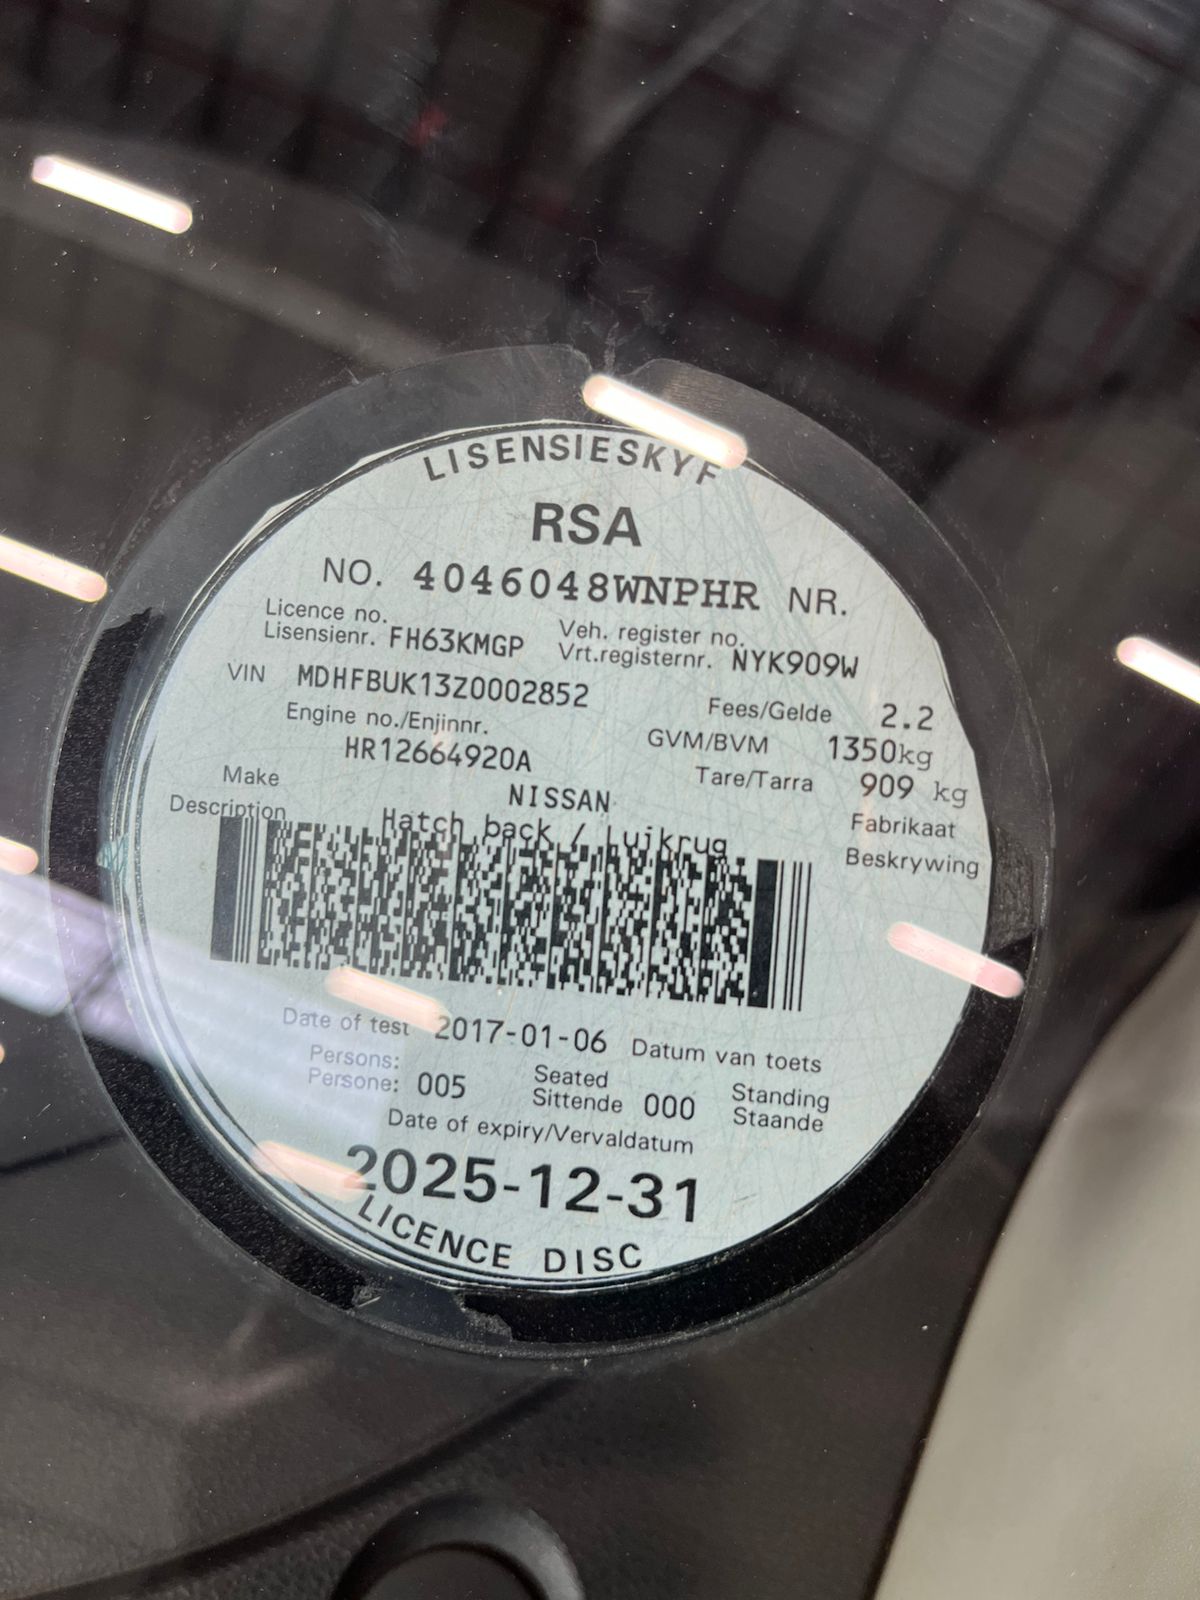 LISENSIESKYF
RSA
NO. 4046048WNPHR NR.
Licence no.
Lisensienr. FH63KMGP
Veh. register no.
Vrt.registernr. NYK909W
VIN MDHFBUK13Z0002852
Fees/Gelde 2.2
Engine no./Enjinnr.
HR12664920A
GVM/BVM 1350kg
Tare/Tarra 909 kg
Make NISSAN Fabrikaat
Description Hatch back / Luikrug Beskrywing
Date of test 2017-01-06 Datum van toets
Persons:
Persone: 005
Seated
Sittende 000
Standing
Staande
Date of expiry/Vervaldatum
2025-12-31
LICENCE DISC